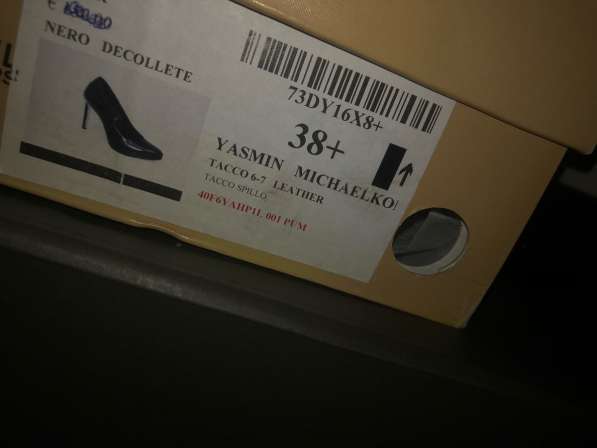 €
NERO DECOLLETE
73DY16X8+
38+
YASMIN MICHAELKO
TACCO 6-7 LEATHER
TACCO SPILLO
40F6YAHP1L 001 PUM